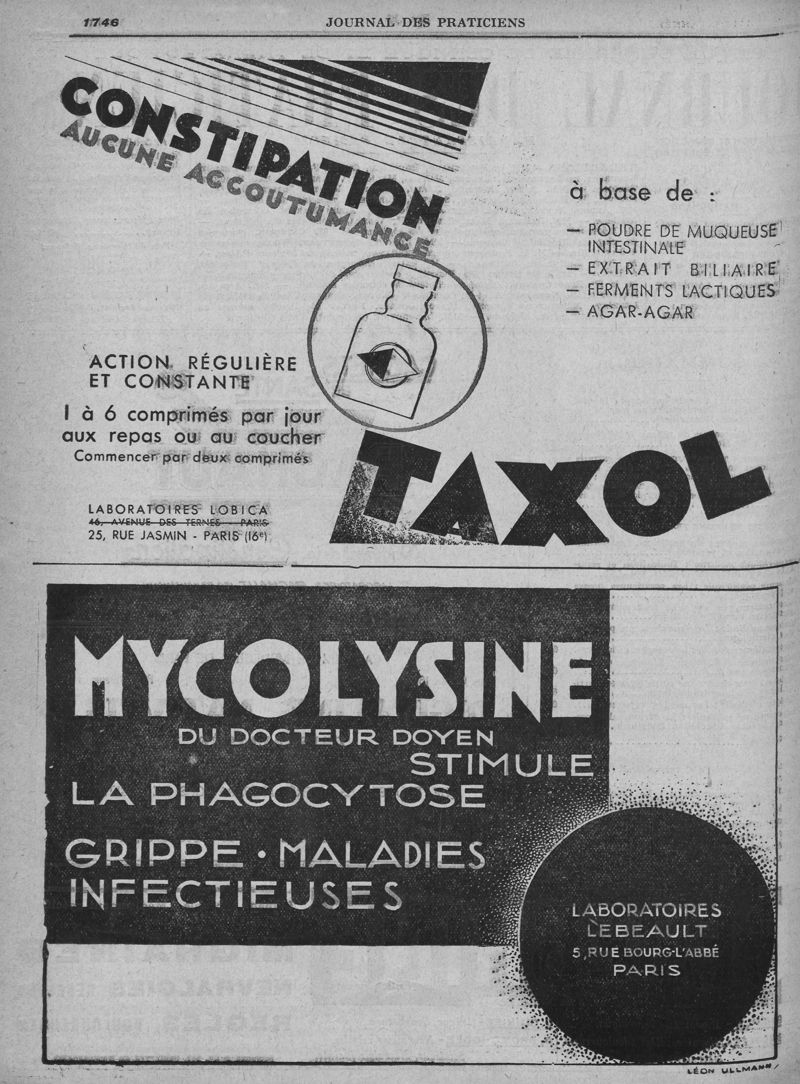 1746
JOURNAL DES PRATICIENS
CONSTIPATION
AUCUNE ACCOUTUMANCE
à base de :
— POUDRE DE MUQUEUSE
INTESTINALE
— EXTRAIT BILIAIRE
— FERMENTS LACTIQUES
— AGAR-AGAR
ACTION RÉGULIÈRE
ET CONSTANTE
1 à 6 comprimés par jour
aux repas ou au coucher
Commencer par deux comprimés
LABORATOIRES LOBICA
46, AVENUE DES TERNES - PARIS
25, RUE JASMIN - PARIS (16e)
TAXOL
MYCOLYSINE
DU DOCTEUR DOYEN
STIMULE
LA PHAGOCYTOSE
GRIPPE · MALADIES
INFECTIEUSES
LABORATOIRES
LEBEAULT
5, RUE BOURG-L'ABBÉ
PARIS
LÉON ULLMANN